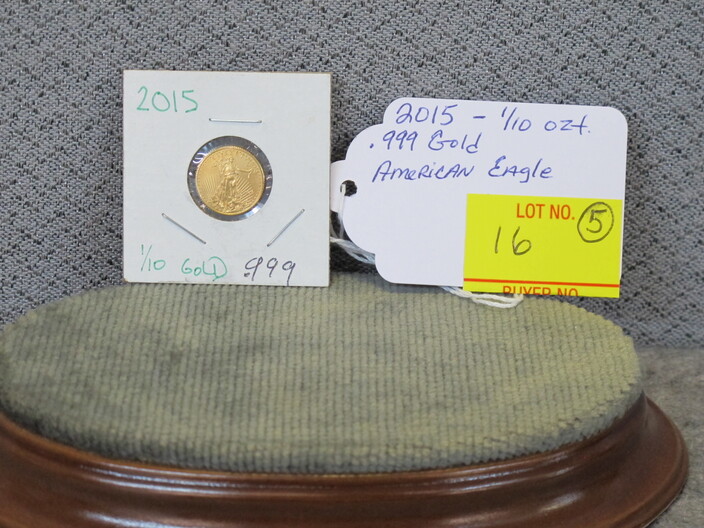 2015
1/10 GOLD .999
2015 - 1/10 ozt.
.999 Gold
American Eagle
LOT NO. 5
16
BUYER NO.